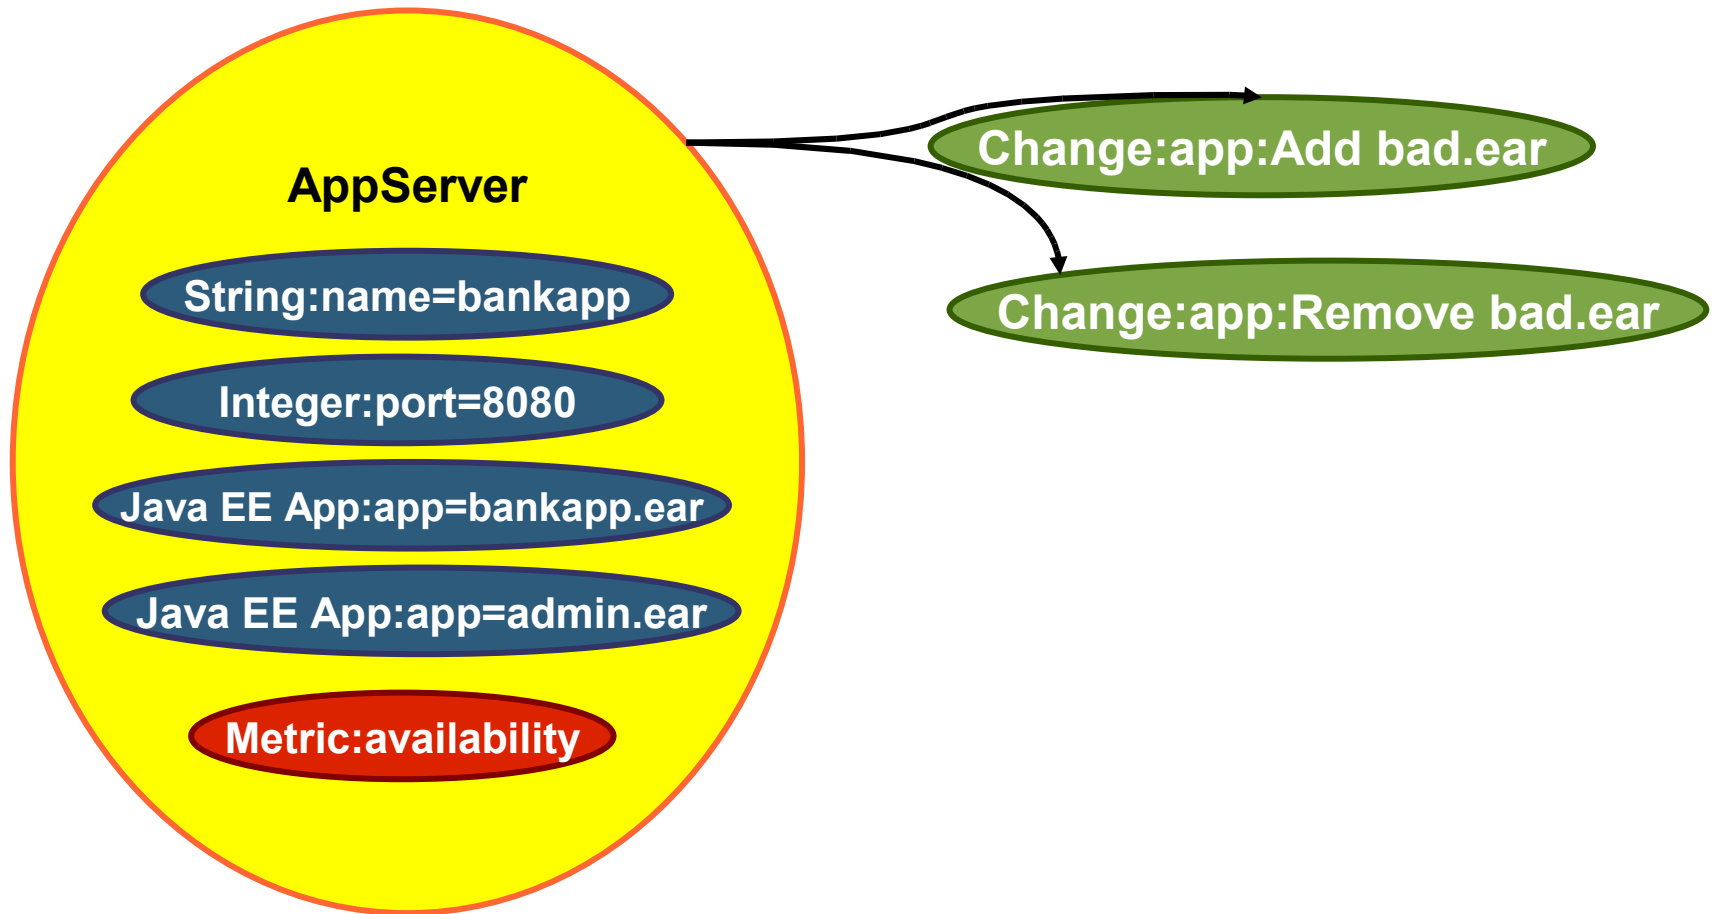 AppServer
String:name=bankapp
Integer:port=8080
Java EE App:app=bankapp.ear
Java EE App:app=admin.ear
Metric:availability
Change:app:Add bad.ear
Change:app:Remove bad.ear